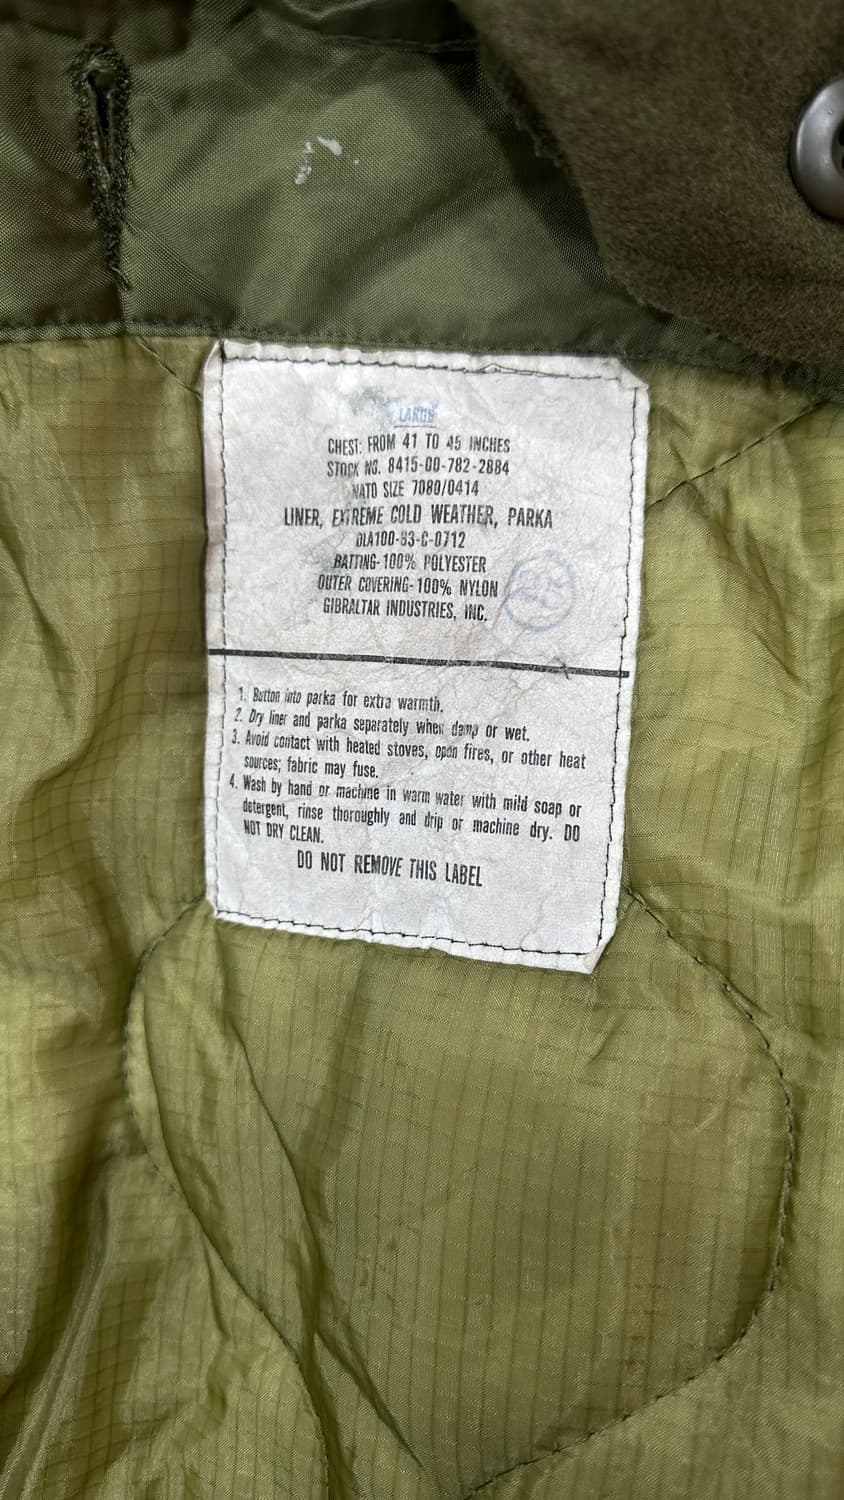 LARGE
CHEST: FROM 41 TO 45 INCHES
STOCK NO. 8415-00-782-2884
NATO SIZE 7080/0414
LINER, EXTREME COLD WEATHER, PARKA
DLA100-83-C-0712
BATTING-100% POLYESTER
OUTER COVERING-100% NYLON
GIBRALTAR INDUSTRIES, INC.
1. Button into parka for extra warmth.
2. Dry liner and parka separately when damp or wet.
3. Avoid contact with heated stoves, open fires, or other heat
sources; fabric may fuse.
4. Wash by hand or machine in warm water with mild soap or
detergent, rinse thoroughly and drip or machine dry. DO
NOT DRY CLEAN.
DO NOT REMOVE THIS LABEL